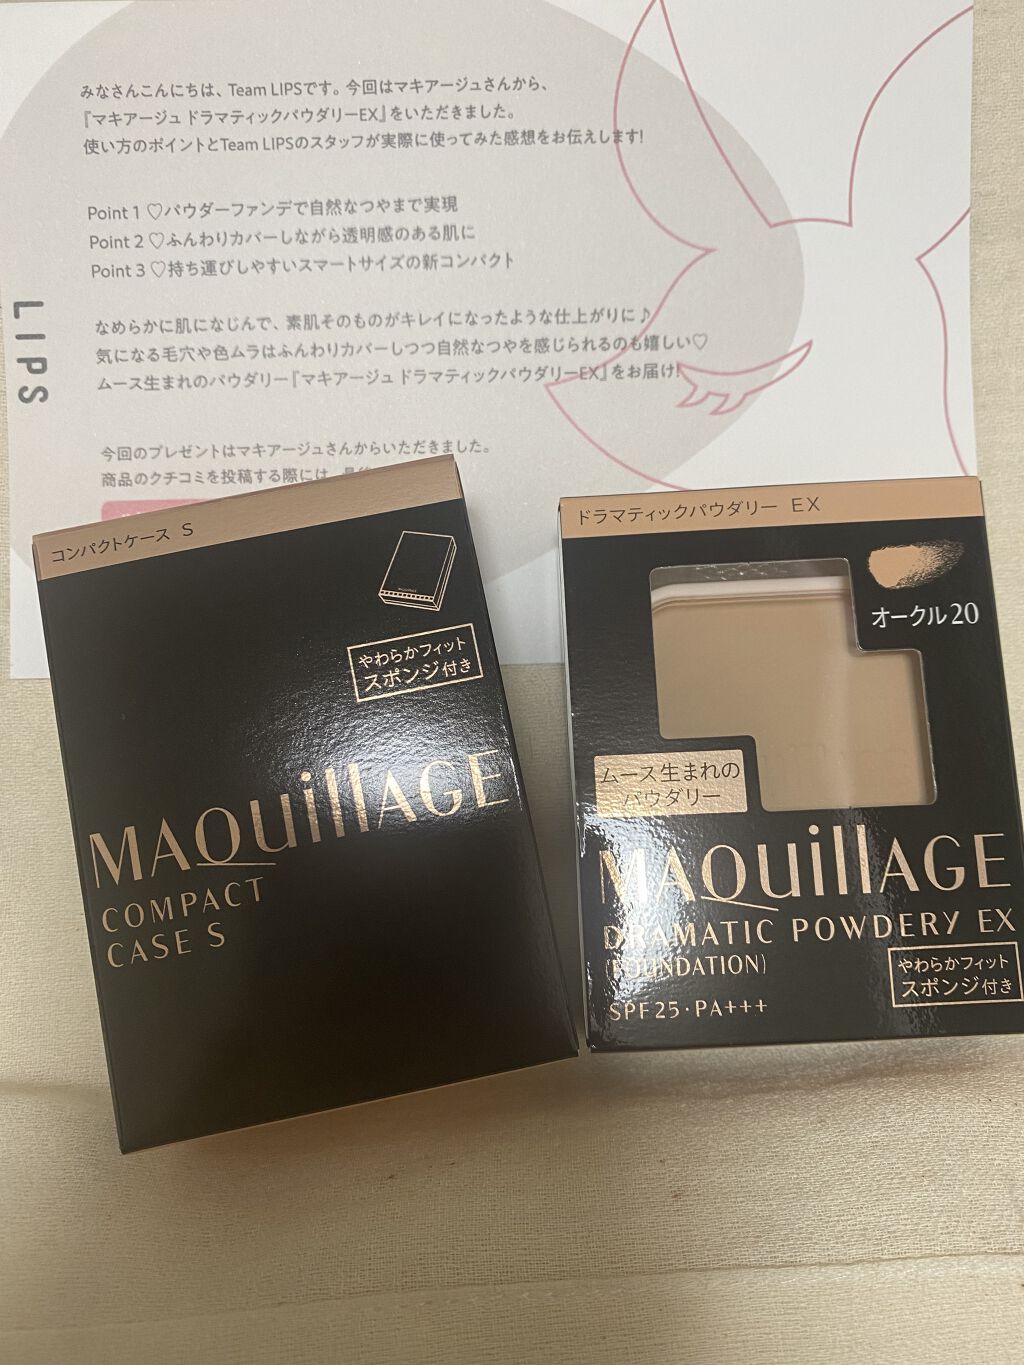 みなさんこんにちは、Team LIPSです。今回はマキアージュさんから、
『マキアージュ ドラマティックパウダリーEX』をいただきました。
使い方のポイントとTeam LIPSのスタッフが実際に使ってみた感想をお伝えします!
Point 1 ♡パウダーファンデで自然なつやまで実現
Point 2 ♡ふんわりカバーしながら透明感のある肌に
Point 3 ♡持ち運びしやすいスマートサイズの新コンパクト
LIPS
なめらかに肌になじんで、素肌そのものがキレイになったような仕上がりに♪
気になる毛穴や色ムラはふんわりカバーしつつ自然なつやを感じられるのも嬉しい♡
ムース生まれのパウダリー『マキアージュ ドラマティックパウダリーEX』をお届け!
今回のプレゼントはマキアージュさんからいただきました。
商品のクチコミを投稿する際には、
コンパクトケース S
やわらかフィット
スポンジ付き
MAQuillAGE
COMPACT
CASE S
ドラマティックパウダリー EX
オークル20
ムース生まれの
パウダリー
MAQuillAGE
DRAMATIC POWDERY EX
(FOUNDATION)
やわらかフィット
スポンジ付き
SPF25・PA+++